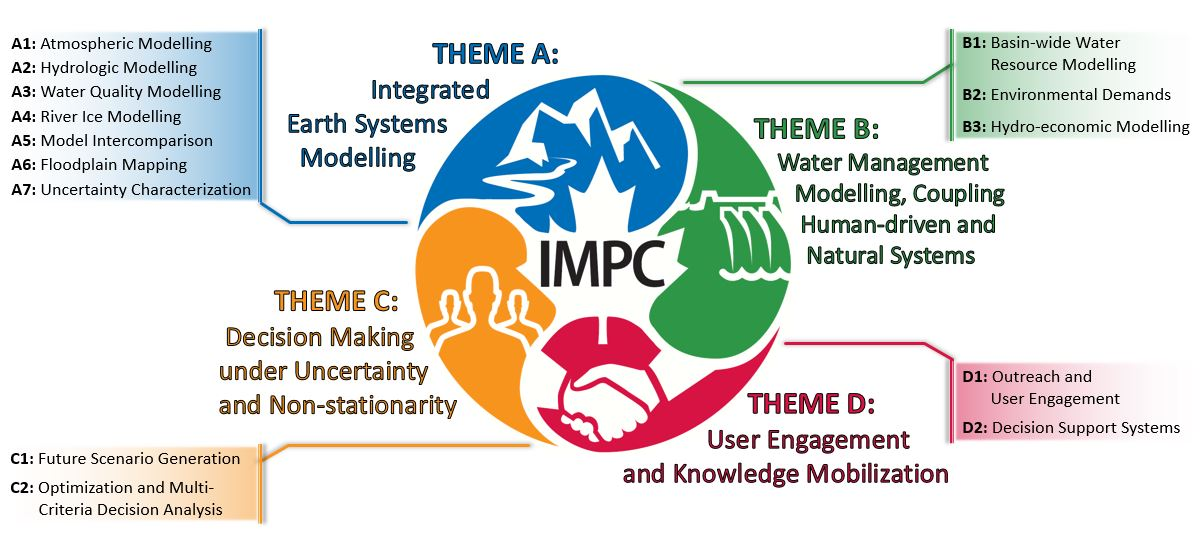 A1: Atmospheric Modelling
A2: Hydrologic Modelling
A3: Water Quality Modelling
A4: River Ice Modelling
A5: Model Intercomparison
A6: Floodplain Mapping
A7: Uncertainty Characterization
THEME A:
Integrated
Earth Systems
Modelling
B1: Basin-wide Water
Resource Modelling
B2: Environmental Demands
B3: Hydro-economic Modelling
THEME B:
Water Management
Modelling, Coupling
Human-driven and
Natural Systems
IMPC
THEME C:
Decision Making
under Uncertainty
and Non-stationarity
C1: Future Scenario Generation
C2: Optimization and Multi-
Criteria Decision Analysis
THEME D:
User Engagement
and Knowledge Mobilization
D1: Outreach and
User Engagement
D2: Decision Support Systems